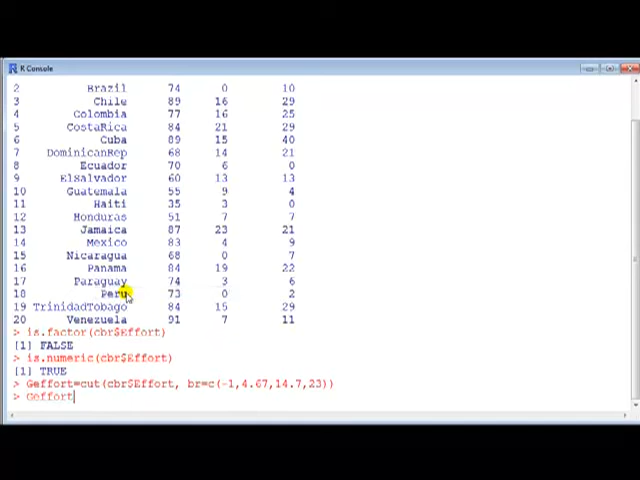 R Console
2 Brazil 74 0 10
3 Chile 89 16 29
4 Colombia 77 16 25
5 CostaRica 84 21 29
6 Cuba 89 15 40
7 DominicanRep 68 14 21
8 Ecuador 70 6 0
9 ElSalvador 60 13 13
10 Guatemala 55 9 4
11 Haiti 35 3 0
12 Honduras 51 7 7
13 Jamaica 87 23 21
14 Mexico 83 4 9
15 Nicaragua 68 0 7
16 Panama 84 19 22
17 Paraguay 74 3 6
18 Peru 73 0 2
19 TrinidadTobago 84 15 29
20 Venezuela 91 7 11
> is.factor(cbr$Effort)
[1] FALSE
> is.numeric(cbr$Effort)
[1] TRUE
> Geffort=cut(cbr$Effort, br=c(-1,4.67,14.7,23))
> Geffort